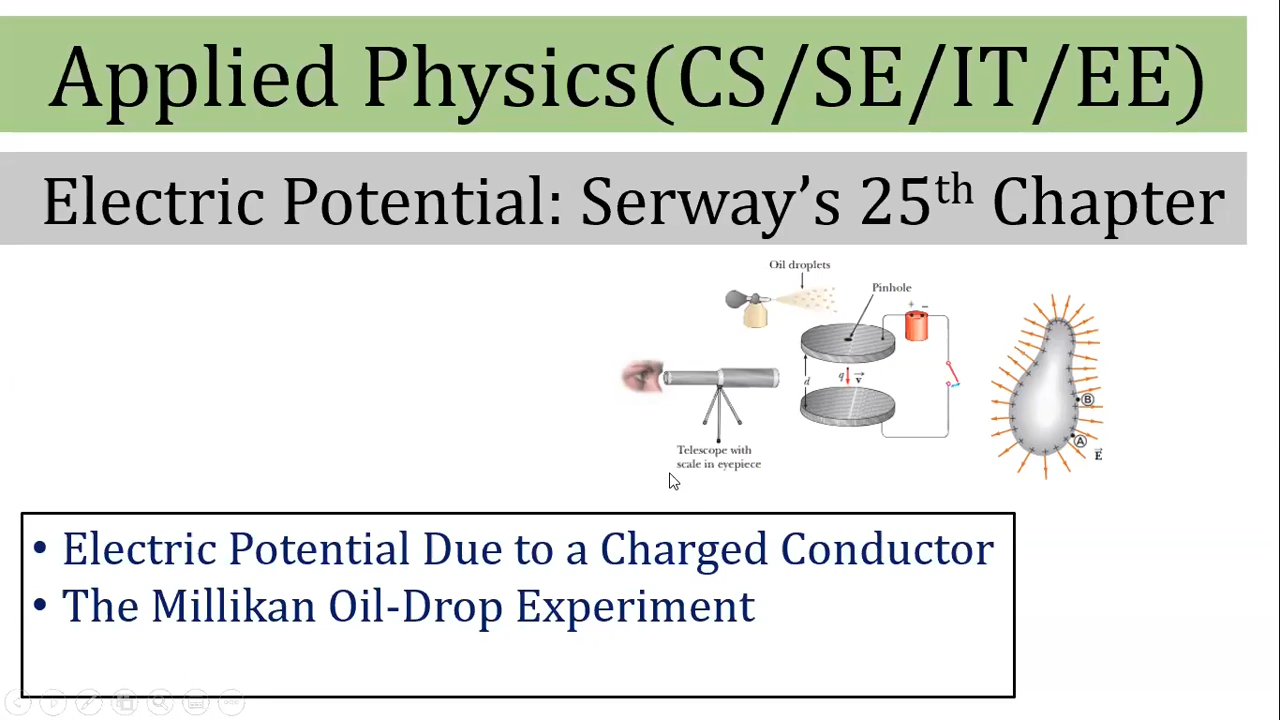 Applied Physics(CS/SE/IT/EE)
Electric Potential: Serway’s 25th Chapter
Oil droplets
Pinhole
+ −
q v
d
B
A
E
Telescope with
scale in eyepiece
• Electric Potential Due to a Charged Conductor
• The Millikan Oil-Drop Experiment